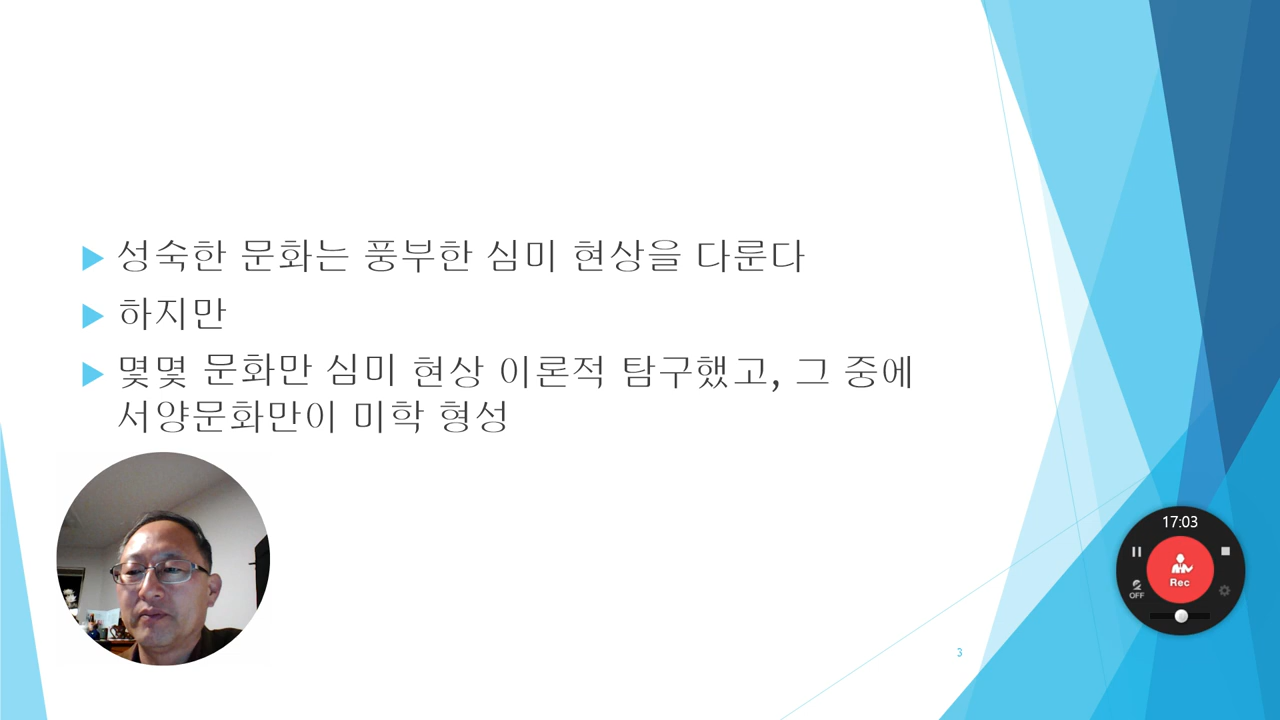 성숙한 문화는 풍부한 심미 현상을 다룬다
하지만
몇몇 문화만 심미 현상 이론적 탐구했고, 그 중에
서양문화만이 미학 형성
17:03
Rec
OFF
3